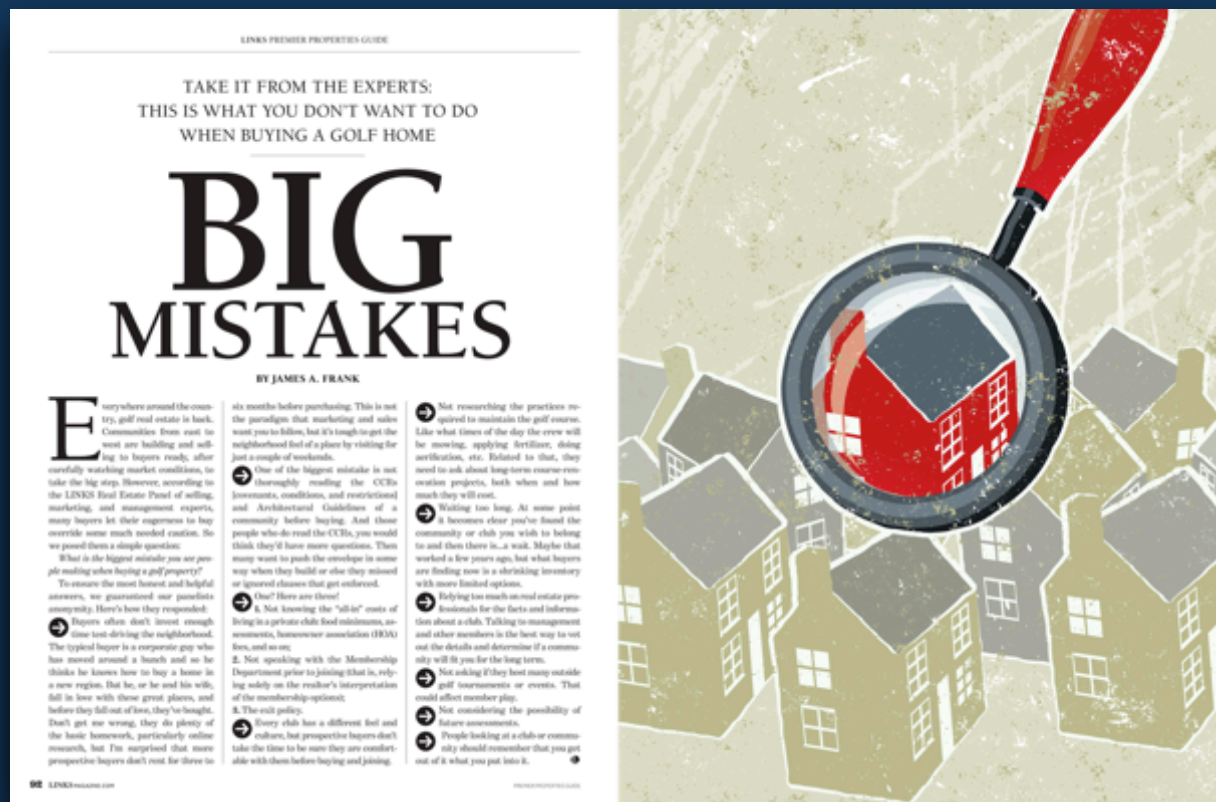 LINKS PREMIER PROPERTIES GUIDE
TAKE IT FROM THE EXPERTS:
THIS IS WHAT YOU DON'T WANT TO DO
WHEN BUYING A GOLF HOME
BIG
MISTAKES
BY JAMES A. FRANK
Everywhere around the coun-
try, golf real estate is back.
Communities from east to
west are building and sell-
ing to buyers ready, after
carefully watching market conditions, to
take the big step. However, according to
the LINKS Real Estate Panel of selling,
marketing, and management experts,
many buyers let their eagerness to buy
override some much needed caution. So
we posed them a simple question:
What is the biggest mistake you see peo-
ple making when buying a golf property?
To ensure the most honest and helpful
answers, we guaranteed our panelists
anonymity. Here's how they responded:
Buyers often don't invest enough
time test-driving the neighborhood.
The typical buyer is a corporate guy who
has moved around a bunch and so he
thinks he knows how to buy a home in
a new region. But he, or he and his wife,
fall in love with these great places, and
before they fall out of love, they've bought.
Don't get me wrong, they do plenty of
the basic homework, particularly online
research, but I'm surprised that more
prospective buyers don't rent for three to
six months before purchasing. This is not
the paradigm that marketing and sales
want you to follow, but it's tough to get the
neighborhood feel of a place by visiting for
just a couple of weekends.
One of the biggest mistake is not
thoroughly reading the CCRs
[covenants, conditions, and restrictions]
and Architectural Guidelines of a
community before buying. And those
people who do read the CCRs, you would
think they'd have more questions. Then
many want to push the envelope in some
way when they build or else they missed
or ignored clauses that get enforced.
One? Here are three!
1. Not knowing the "all-in" costs of
living in a private club: food minimums, as-
sessments, homeowner association (HOA)
fees, and so on;
2. Not speaking with the Membership
Department prior to joining (that is, rely-
ing solely on the realtor's interpretation
of the membership options);
3. The exit policy.
Every club has a different feel and
culture, but prospective buyers don't
take the time to be sure they are comfort-
able with them before buying and joining.
Not researching the practices re-
quired to maintain the golf course.
Like what times of the day the crew will
be mowing, applying fertilizer, doing
aerification, etc. Related to that, they
need to ask about long-term course-ren-
ovation projects, both when and how
much they will cost.
Waiting too long. At some point
it becomes clear you've found the
community or club you wish to belong
to and then there is...a wait. Maybe that
worked a few years ago, but what buyers
are finding now is a shrinking inventory
with more limited options.
Relying too much on real estate pro-
fessionals for the facts and informa-
tion about a club. Talking to management
and other members is the best way to vet
out the details and determine if a commu-
nity will fit you for the long term.
Not asking if they host many outside
golf tournaments or events. That
could affect member play.
Not considering the possibility of
future assessments.
People looking at a club or commu-
nity should remember that you get
out of it what you put into it.
92 LINKSMAGAZINE.COM
PREMIER PROPERTIES GUIDE